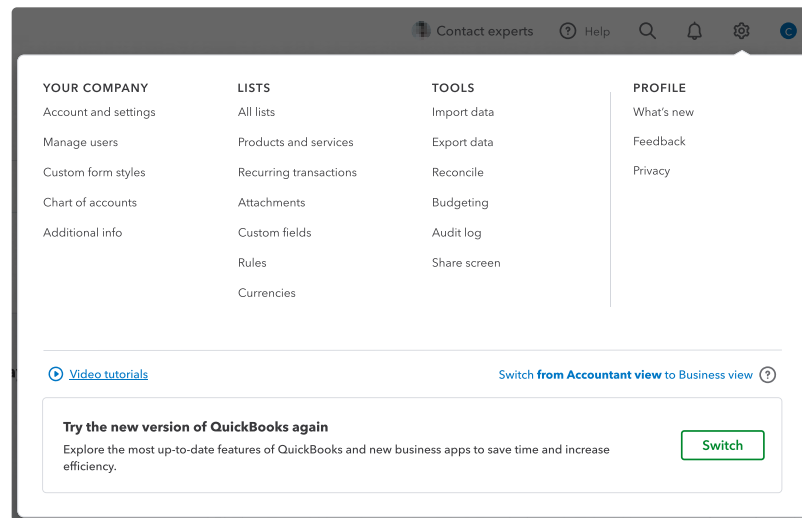 Contact experts
Help
C
YOUR COMPANY
Account and settings
Manage users
Custom form styles
Chart of accounts
Additional info
LISTS
All lists
Products and services
Recurring transactions
Attachments
Custom fields
Rules
Currencies
TOOLS
Import data
Export data
Reconcile
Budgeting
Audit log
Share screen
PROFILE
What's new
Feedback
Privacy
Video tutorials
Switch from Accountant view to Business view
Try the new version of QuickBooks again
Explore the most up-to-date features of QuickBooks and new business apps to save time and increase
efficiency.
Switch